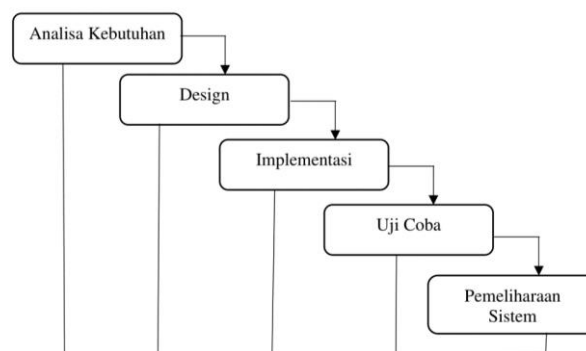 Analisa Kebutuhan
Design
Implementasi
Uji Coba
Pemeliharaan
Sistem